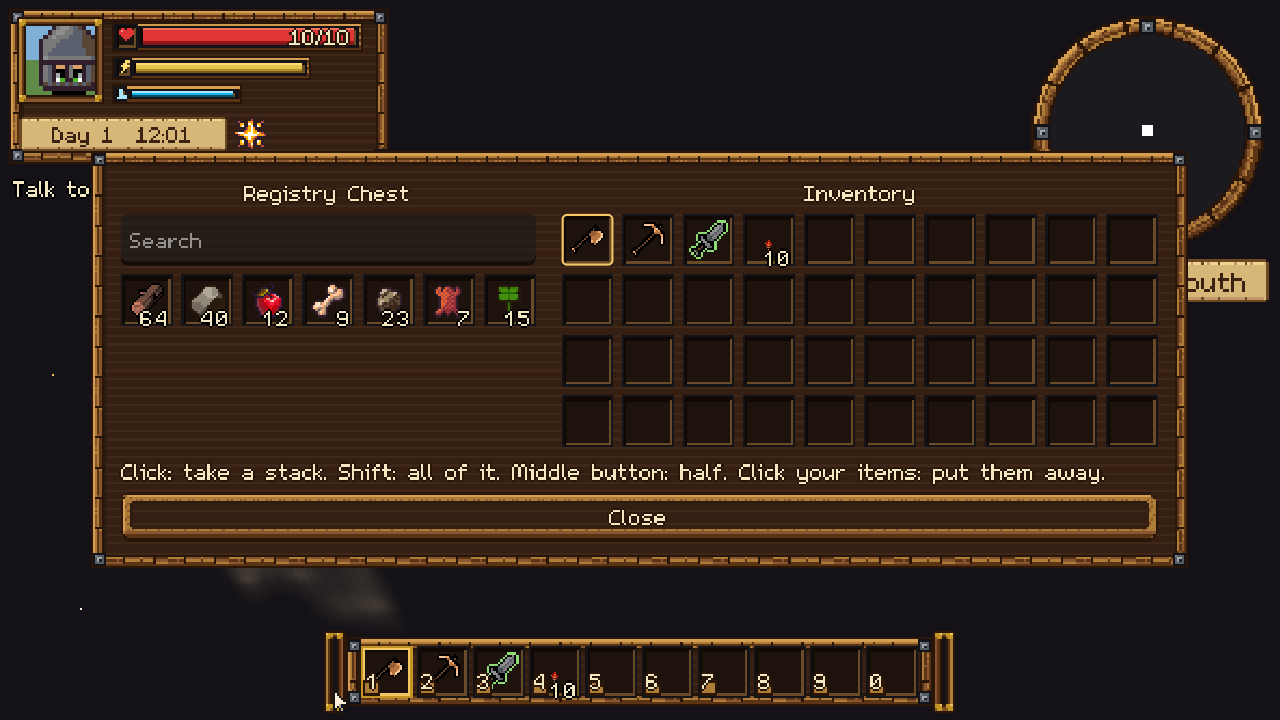 10/10
Day 1 12:01
Talk to
Registry Chest
Inventory
Search
10
64 40 12 9 23 7 15
outh
Click: take a stack. Shift: all of it. Middle button: half. Click your items: put them away.
Close
1 2 3 4 10 5 6 7 8 9 0